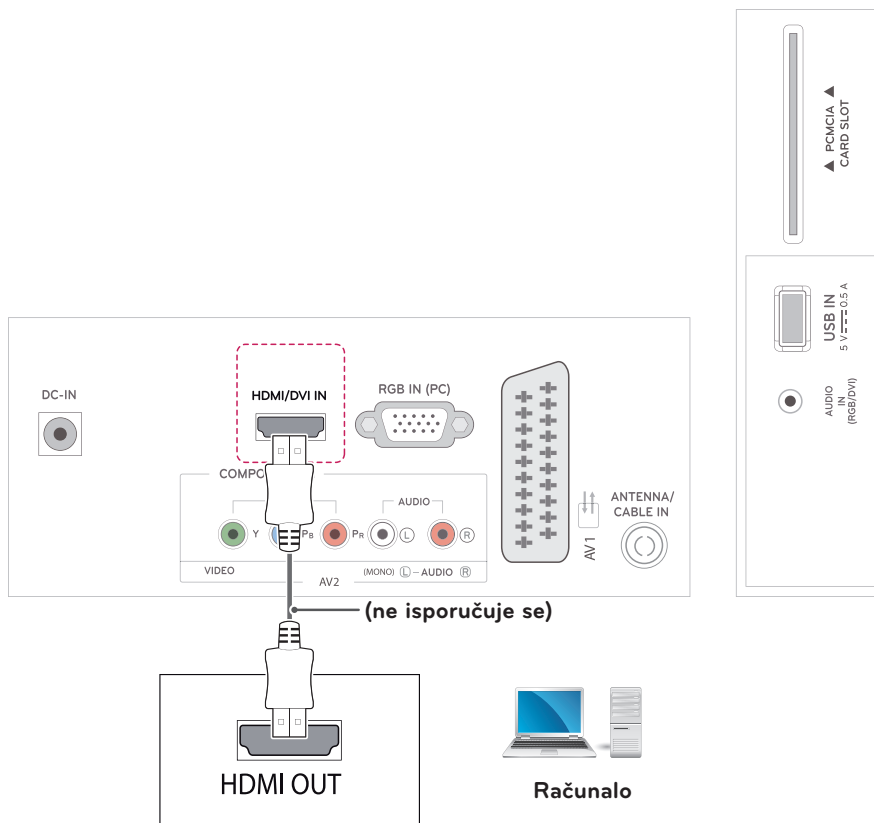 ▲ PCMCIA ▲
CARD SLOT
USB IN
5 V 0.5 A
AUDIO
IN
(RGB/DVI)
DC-IN
HDMI/DVI IN
RGB IN (PC)
COMPO
AUDIO
Y
PB
PR
L
R
VIDEO
AV2
(MONO) L – AUDIO R
AV1
ANTENNA/
CABLE IN
(ne isporučuje se)
HDMI OUT
Računalo